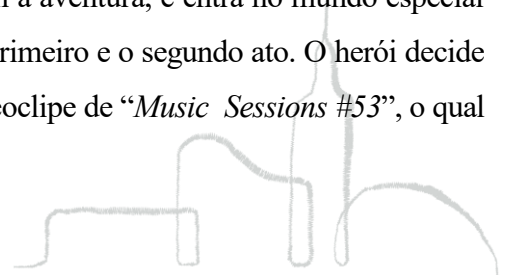 a aventura, e entra no mundo especial
rimeiro e o segundo ato. O herói decide
eoclipe de “Music Sessions #53”, o qual